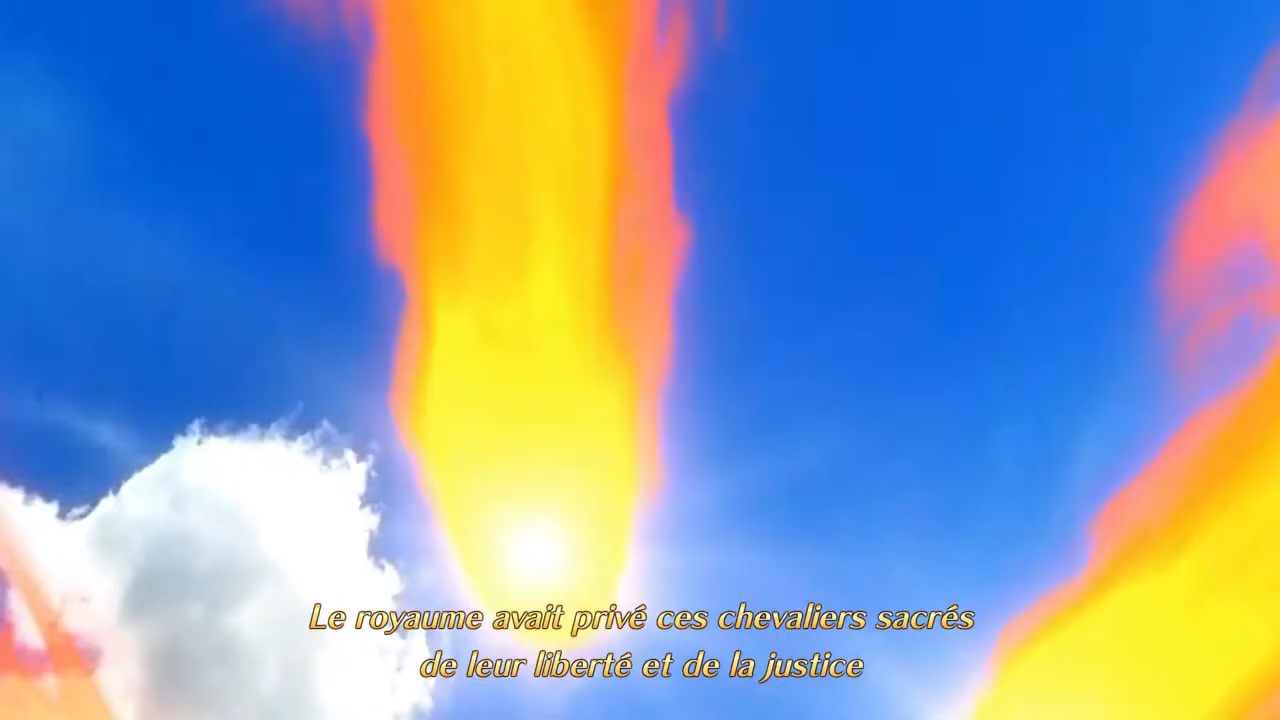 Le royaume avait privé ces chevaliers sacrés
de leur liberté et de la justice